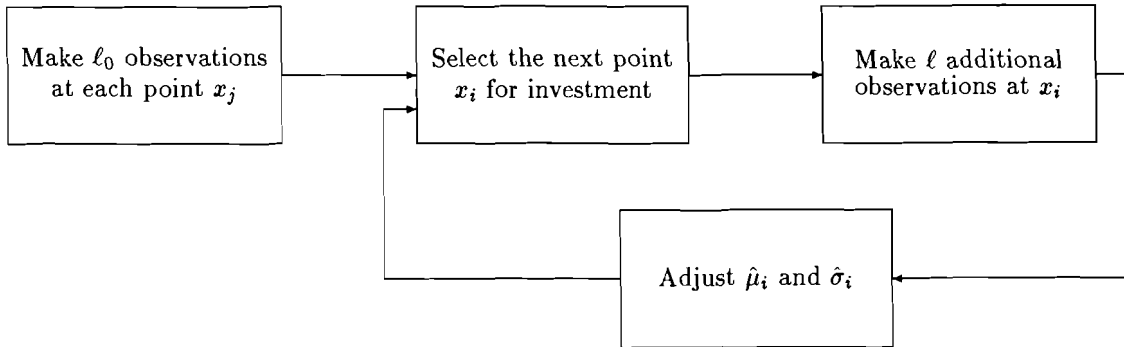 Make ℓ₀ observations
at each point xⱼ
Select the next point
xᵢ for investment
Make ℓ additional
observations at xᵢ
Adjust μ̂ᵢ and σ̂ᵢ